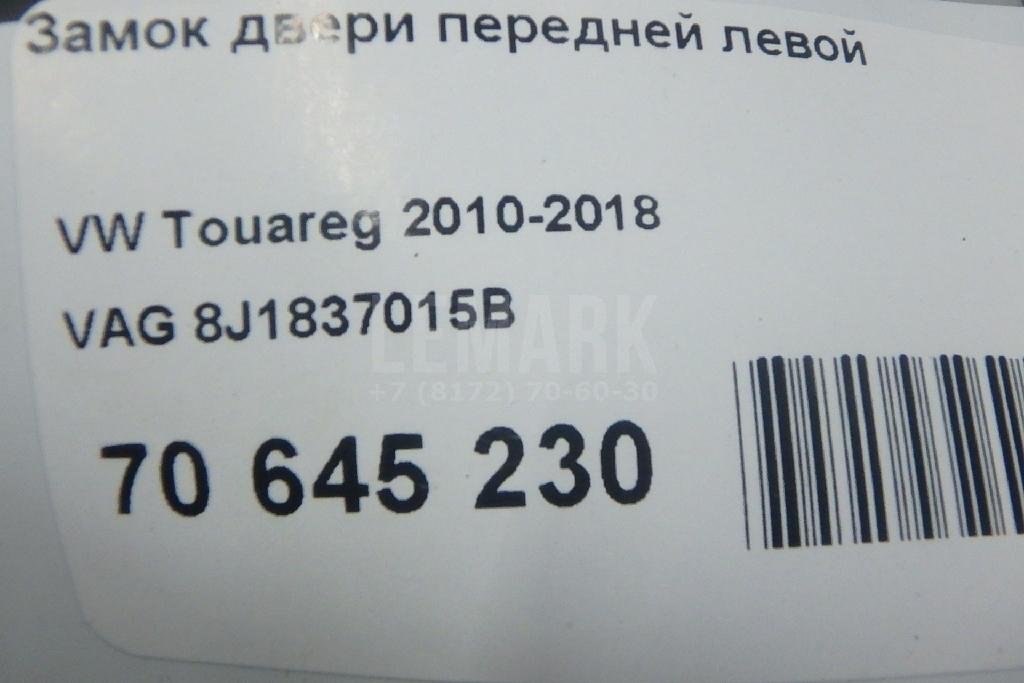 Замок двери передней левой
VW Touareg 2010-2018
VAG 8J1837015B
LEMARK
+7 (8172) 70-60-30
70 645 230